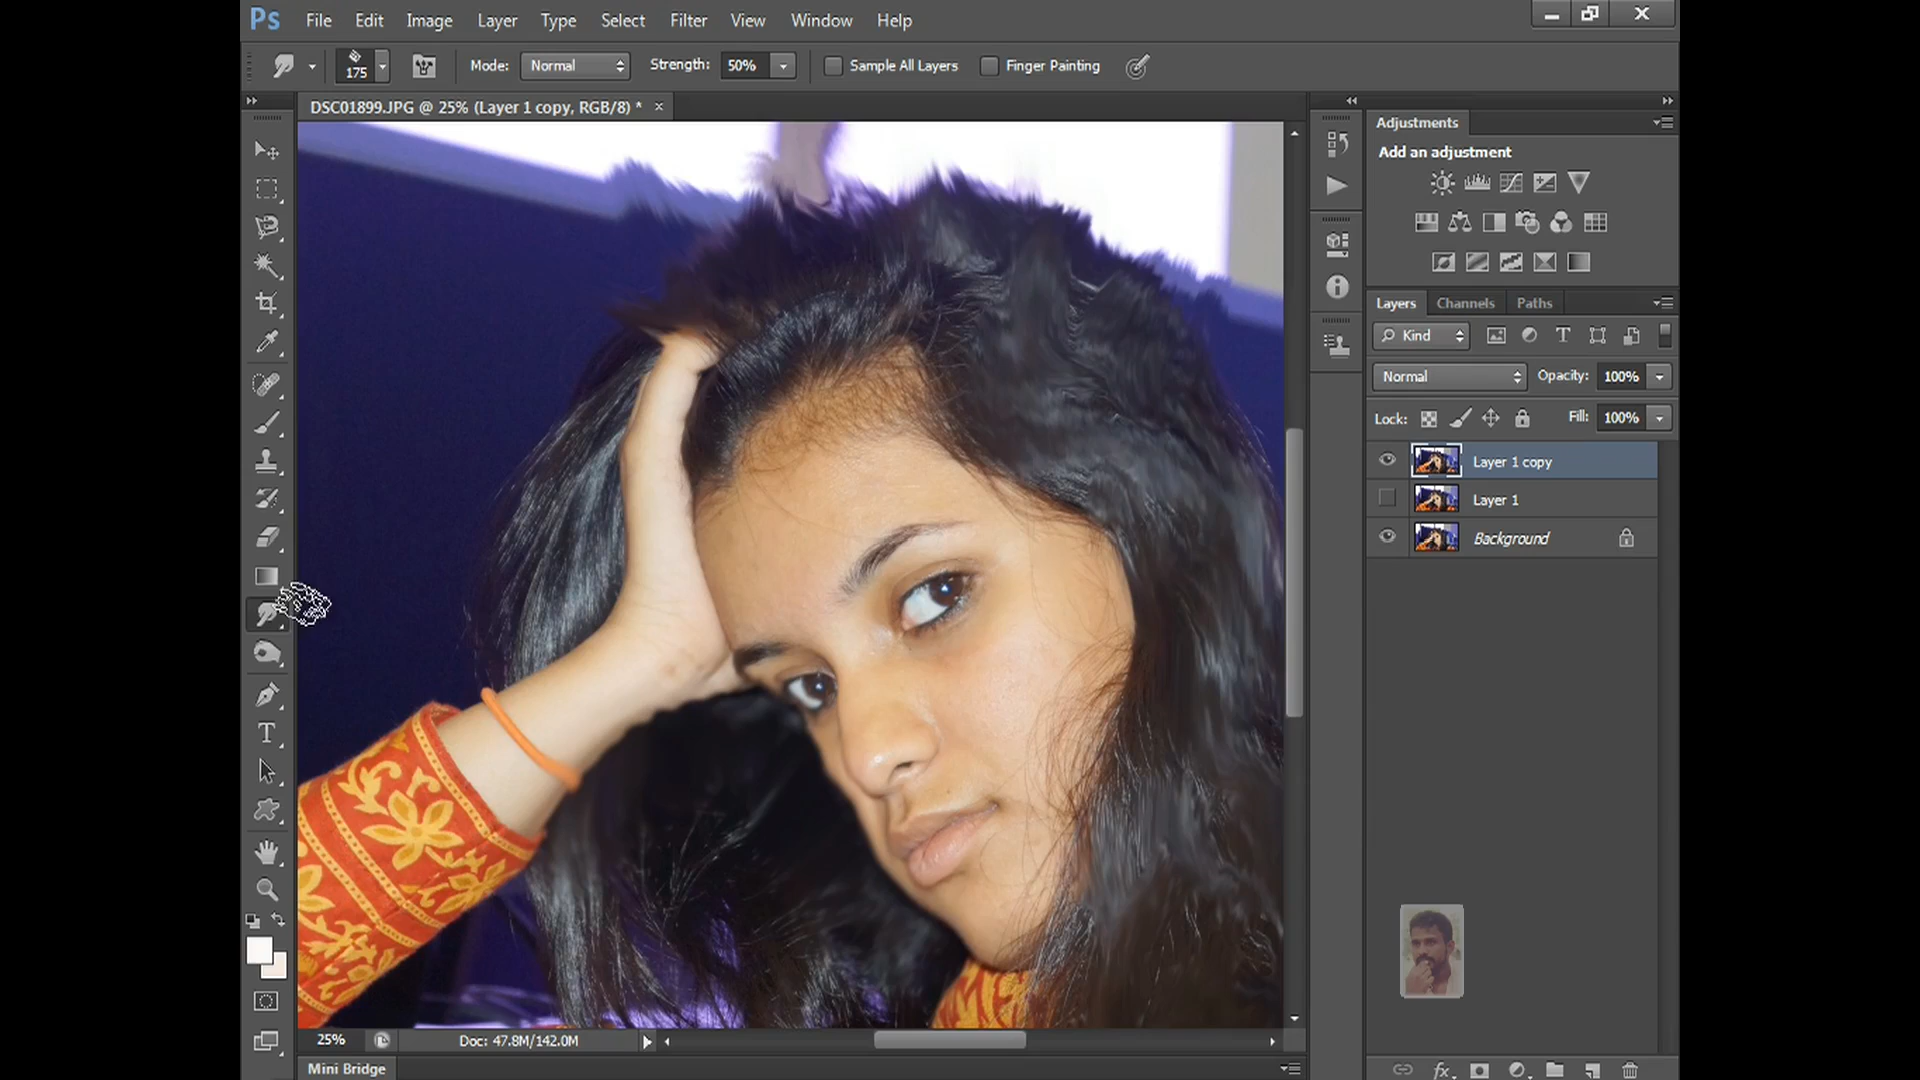 Ps File Edit Image Layer Type Select Filter View Window Help
175 Mode: Normal Strength: 50% Sample All Layers Finger Painting
DSC01899.JPG @ 25% (Layer 1 copy, RGB/8) * ×
Adjustments
Add an adjustment
Layers Channels Paths
Kind
Normal Opacity: 100%
Lock: Fill: 100%
Layer 1 copy
Layer 1
Background
25% Doc: 47.8M/142.0M
Mini Bridge